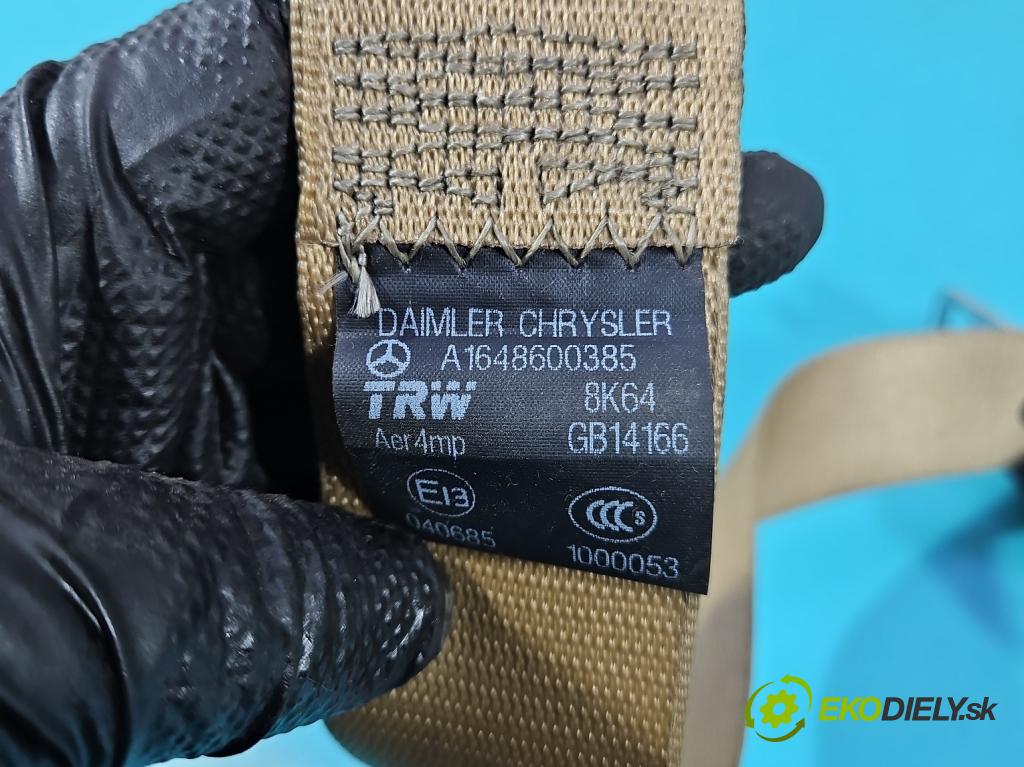 DAIMLER CHRYSLER
A1648600385
TRW 8K64
Aer4mp GB14166
E13
CCC S
040685
1000053
EKODIELY.sk